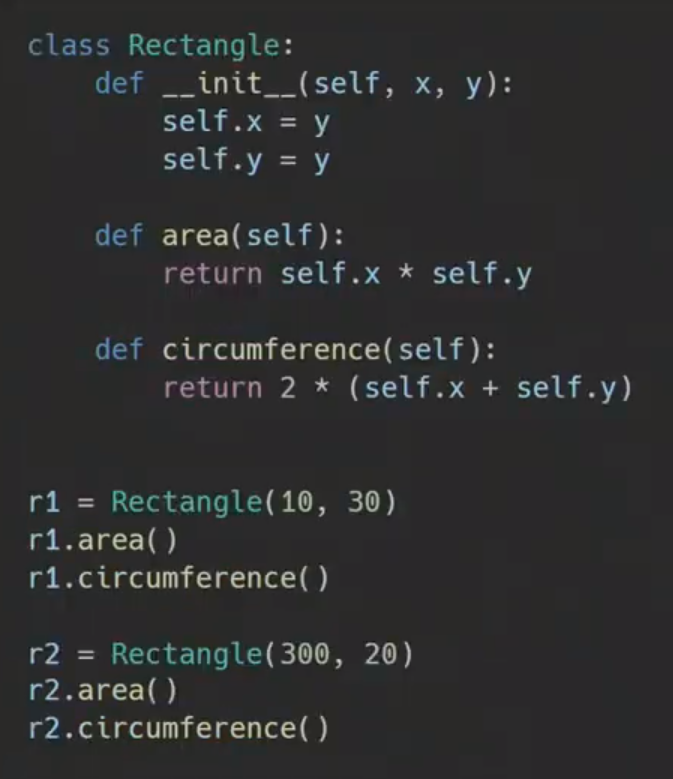 class Rectangle:
    def __init__(self, x, y):
        self.x = y
        self.y = y
    def area(self):
        return self.x * self.y
    def circumference(self):
        return 2 * (self.x + self.y)
r1 = Rectangle(10, 30)
r1.area()
r1.circumference()
r2 = Rectangle(300, 20)
r2.area()
r2.circumference()